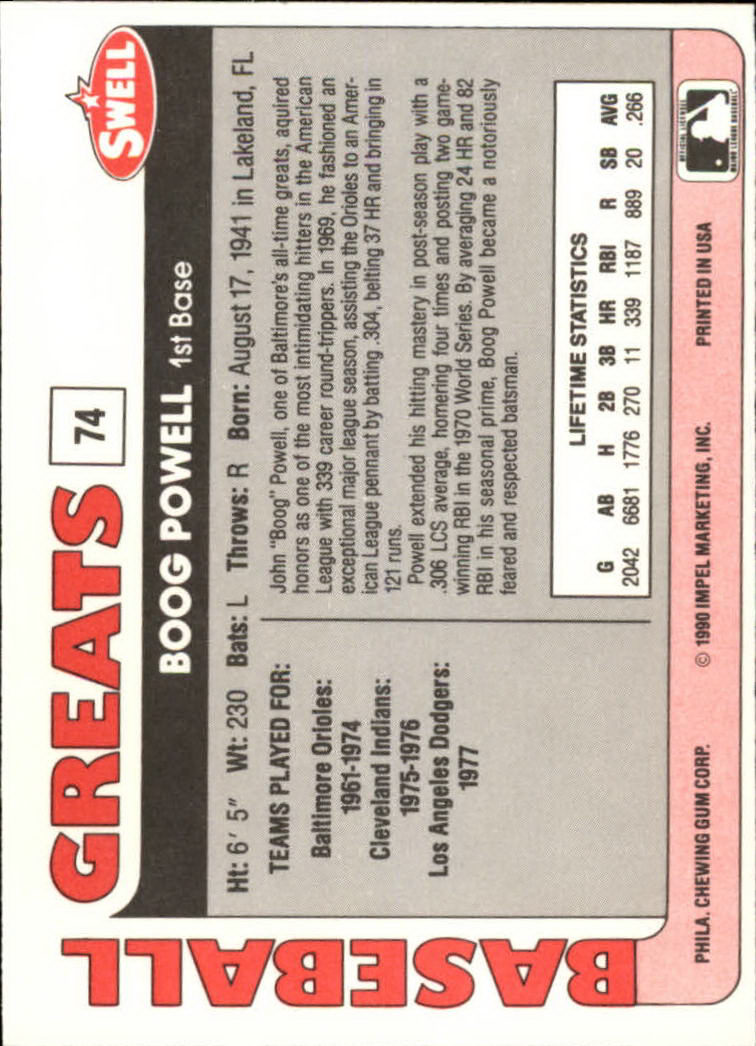 BASEBALL
GREATS
74
SWELL
BOOG POWELL 1st Base
Ht: 6' 5" Wt: 230 Bats: L Throws: R Born: August 17, 1941 in Lakeland, FL
TEAMS PLAYED FOR:
Baltimore Orioles:
1961-1974
Cleveland Indians:
1975-1976
Los Angeles Dodgers:
1977
John "Boog" Powell, one of Baltimore's all-time greats, aquired
honors as one of the most intimidating hitters in the American
League with 339 career round-trippers. In 1969, he fashioned an
exceptional major league season, assisting the Orioles to an Amer-
ican League pennant by batting .304, belting 37 HR and bringing in
121 runs.
Powell extended his hitting mastery in post-season play with a
.306 LCS average, homering four times and posting two game-
winning RBI in the 1970 World Series. By averaging 24 HR and 82
RBI in his seasonal prime, Boog Powell became a notoriously
feared and respected batsman.
LIFETIME STATISTICS
G AB H 2B 3B HR RBI R SB AVG
2042 6681 1776 270 11 339 1187 889 20 .266
PHILA. CHEWING GUM CORP. © 1990 IMPEL MARKETING, INC. PRINTED IN USA
OFFICIAL LICENSEE
MAJOR LEAGUE BASEBALL